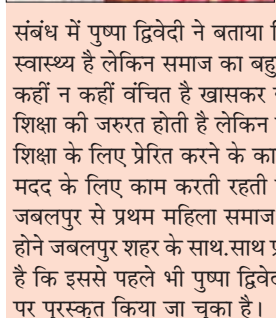 संबंध में पुष्पा द्विवेदी ने बताया
स्वास्थ्य है लेकिन समाज का
कहीं न कहीं वंचित है खासकर
शिक्षा की जरुरत होती है लेकिन
शिक्षा के लिए प्रेरित करने के
मदद के लिए काम करती रहती
जबलपुर से प्रथम महिला समाज
होने जबलपुर शहर के साथ.साथ
है कि इससे पहले भी पुष्पा
पर पुरस्कृत किया जा चुका है।